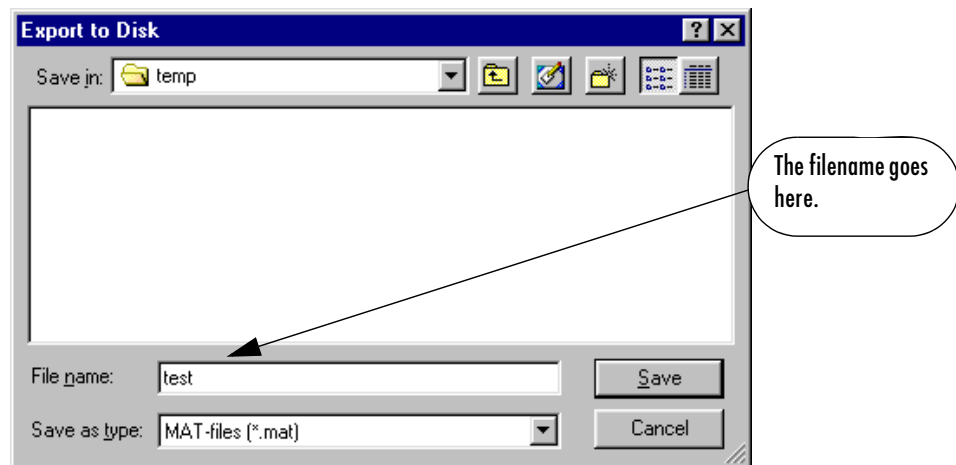 Export to Disk
Save in: temp
The filename goes
here.
File name: test Save
Save as type: MAT-files (*.mat) Cancel